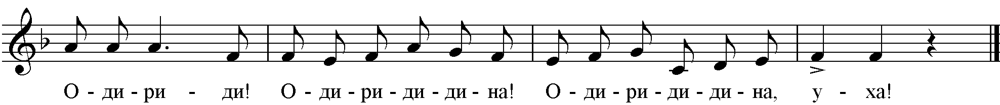 О - ди - ри - ди! О - ди - ри - ди - ди - на! О - ди - ри - ди - ди - на, у - ха!